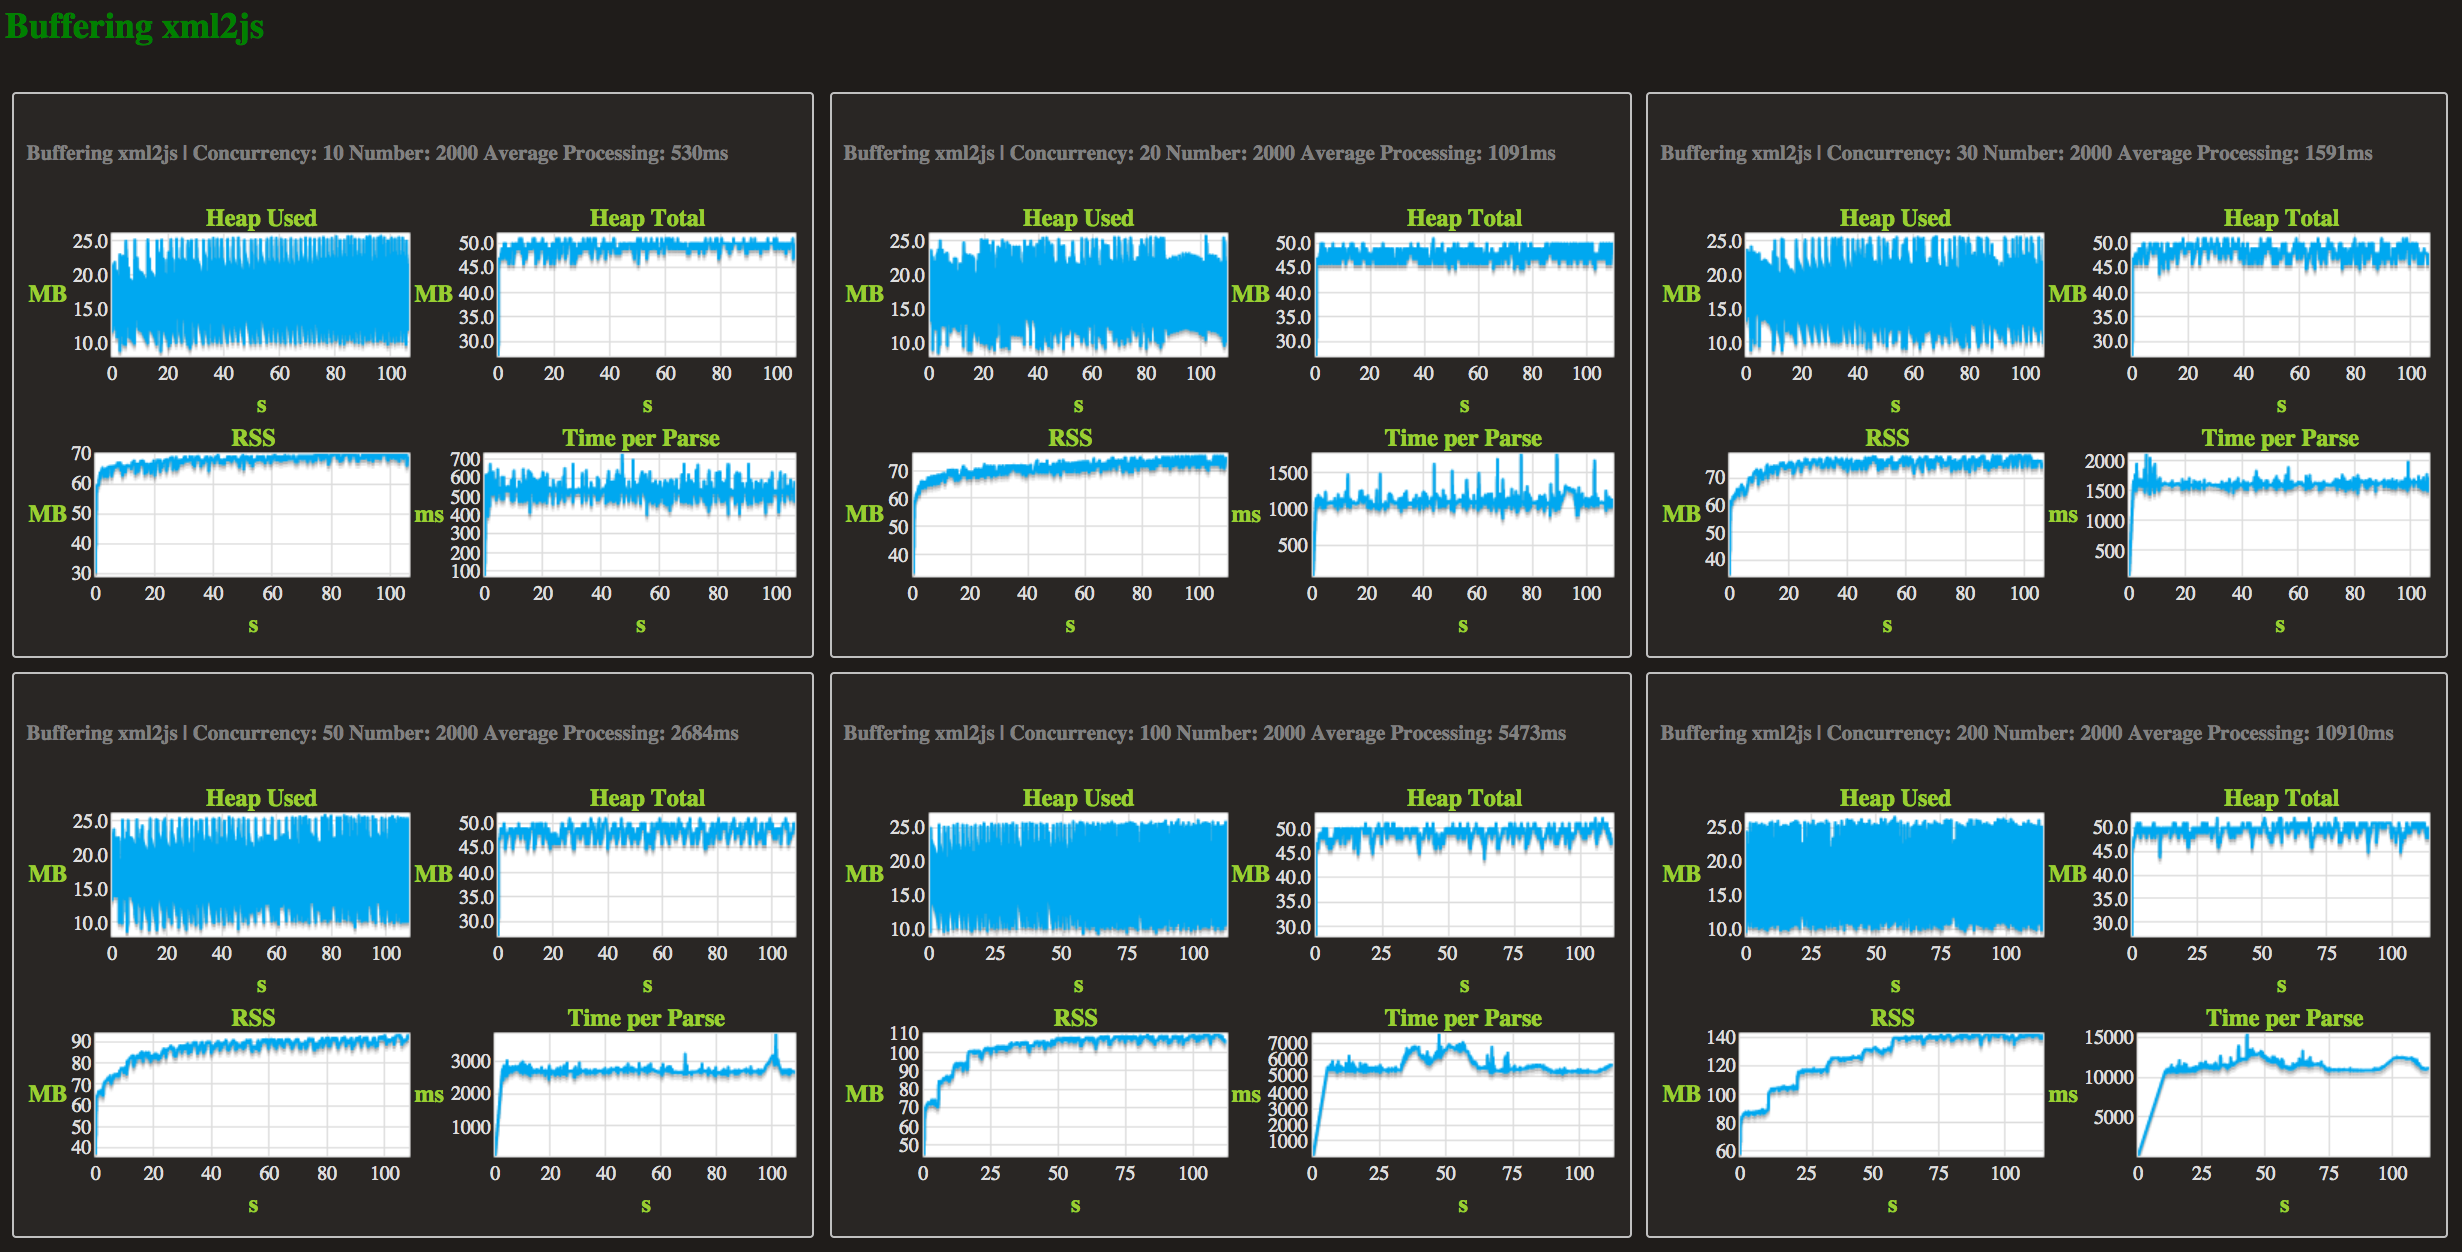 Buffering xml2js
Buffering xml2js | Concurrency: 10 Number: 2000 Average Processing: 530ms
Heap Used
MB
25.0
20.0
15.0
10.0
0 20 40 60 80 100
s
Heap Total
MB
50.0
45.0
40.0
35.0
30.0
0 20 40 60 80 100
s
RSS
MB
70
60
50
40
30
0 20 40 60 80 100
s
Time per Parse
ms
700
600
500
400
300
200
100
0 20 40 60 80 100
s
Buffering xml2js | Concurrency: 20 Number: 2000 Average Processing: 1091ms
Heap Used
MB
25.0
20.0
15.0
10.0
0 20 40 60 80 100
s
Heap Total
MB
50.0
45.0
40.0
35.0
30.0
0 20 40 60 80 100
s
RSS
MB
70
60
50
40
0 20 40 60 80 100
s
Time per Parse
ms
1500
1000
500
0 20 40 60 80 100
s
Buffering xml2js | Concurrency: 30 Number: 2000 Average Processing: 1591ms
Heap Used
MB
25.0
20.0
15.0
10.0
0 20 40 60 80 100
s
Heap Total
MB
50.0
45.0
40.0
35.0
30.0
0 20 40 60 80 100
s
RSS
MB
70
60
50
40
0 20 40 60 80 100
s
Time per Parse
ms
2000
1500
1000
500
0 20 40 60 80 100
s
Buffering xml2js | Concurrency: 50 Number: 2000 Average Processing: 2684ms
Heap Used
MB
25.0
20.0
15.0
10.0
0 20 40 60 80 100
s
Heap Total
MB
50.0
45.0
40.0
35.0
30.0
0 20 40 60 80 100
s
RSS
MB
90
80
70
60
50
40
0 20 40 60 80 100
s
Time per Parse
ms
3000
2000
1000
0 20 40 60 80 100
s
Buffering xml2js | Concurrency: 100 Number: 2000 Average Processing: 5473ms
Heap Used
MB
25.0
20.0
15.0
10.0
0 25 50 75 100
s
Heap Total
MB
50.0
45.0
40.0
35.0
30.0
0 25 50 75 100
s
RSS
MB
110
100
90
80
70
60
50
0 25 50 75 100
s
Time per Parse
ms
7000
6000
5000
4000
3000
2000
1000
0 25 50 75 100
s
Buffering xml2js | Concurrency: 200 Number: 2000 Average Processing: 10910ms
Heap Used
MB
25.0
20.0
15.0
10.0
0 25 50 75 100
s
Heap Total
MB
50.0
45.0
40.0
35.0
30.0
0 25 50 75 100
s
RSS
MB
140
120
100
80
60
0 25 50 75 100
s
Time per Parse
ms
15000
10000
5000
0 25 50 75 100
s